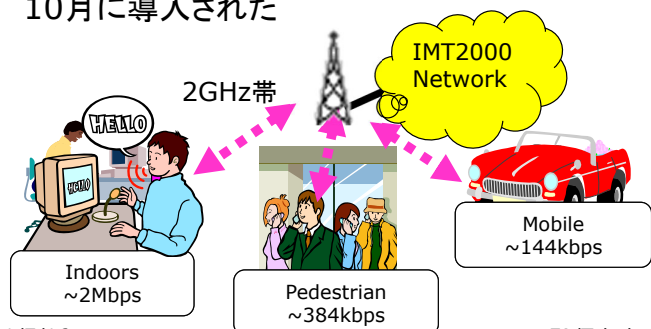 10月に導入された
IMT2000
Network
2GHz帯
HELLO
HELLO
Mobile
~144kbps
Indoors
~2Mbps
Pedestrian
~384kbps